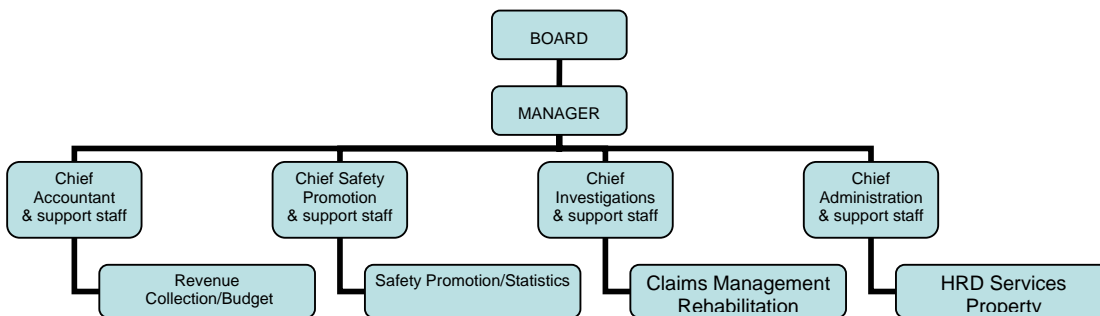 BOARD
MANAGER
Chief
Accountant
& support staff
Chief Safety
Promotion
& support staff
Chief
Investigations
& support staff
Chief
Administration
& support staff
Revenue
Collection/Budget
Safety Promotion/Statistics
Claims Management
Rehabilitation
HRD Services
Property